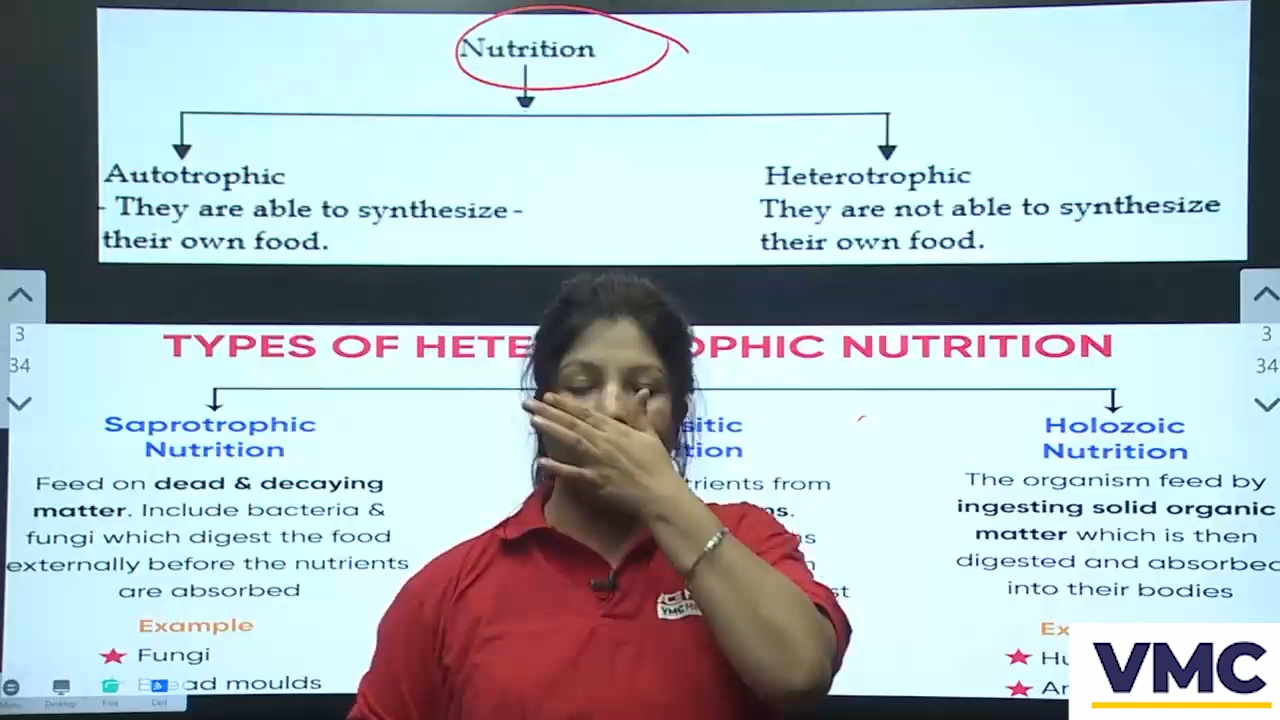 Nutrition
Autotrophic
- They are able to synthesize -
their own food.
Heterotrophic
They are not able to synthesize
their own food.
3
34
3
34
TYPES OF HETE OPHIC NUTRITION
Saprotrophic
Nutrition
Feed on dead & decaying
matter. Include bacteria &
fungi which digest the food
externally before the nutrients
are absorbed
Example
Fungi
ad moulds
sitic
tion
trients from
Holozoic
Nutrition
The organism feed by
ingesting solid organic
matter which is then
digested and absorbed
into their bodies
Ex
Hu
Menu
Desktop
VMC